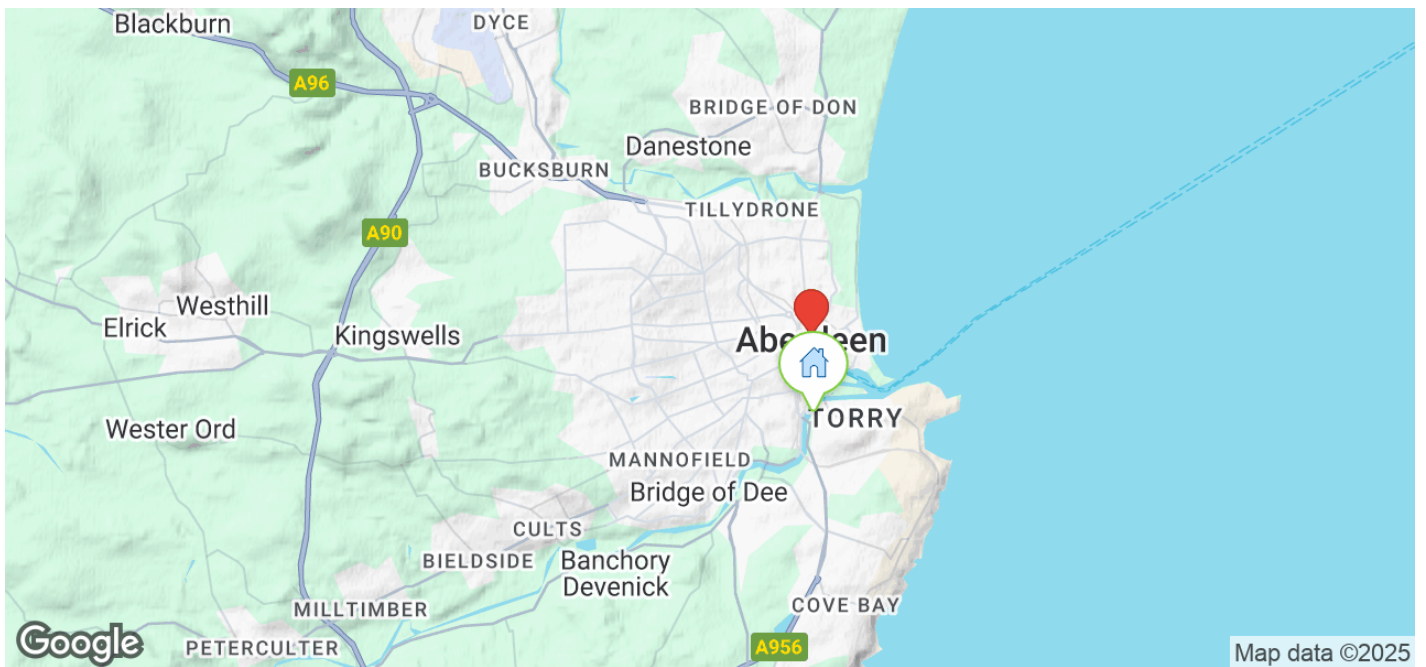 Blackburn
DYCE
A96
BRIDGE OF DON
Danestone
BUCKSBURN
TILLYDRONE
A90
Westhill
Elrick
Kingswells
Aberdeen
TORRY
Wester Ord
MANNOFIELD
Bridge of Dee
CULTS
BIELDSIDE
Banchory
Devenick
MILLTIMBER
COVE BAY
PETERCULTER
A956
Google
Map data ©2025